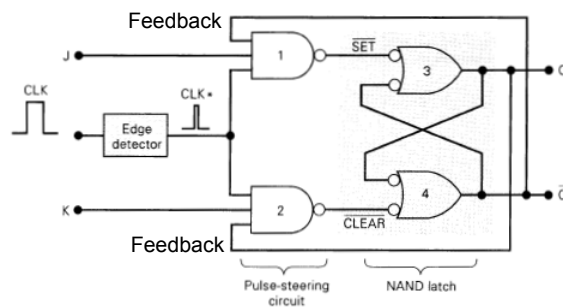 Feedback
1
SET
3
J
Q
CLK
CLK*
Edge
detector
2
4
K
CLEAR
Feedback
Pulse-steering
circuit
NAND latch